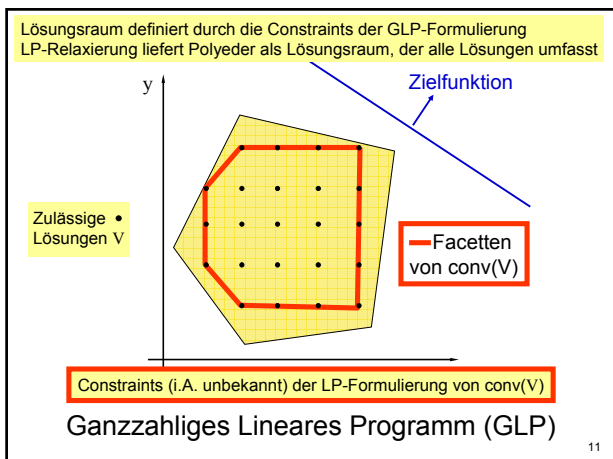 Lösungsraum definiert durch die Constraints der GLP-Formulierung
LP-Relaxierung liefert Polyeder als Lösungsraum, der alle Lösungen umfasst
y
Zielfunktion
Zulässige •
Lösungen V
Facetten
von conv(V)
Constraints (i.A. unbekannt) der LP-Formulierung von conv(V)
Ganzzahliges Lineares Programm (GLP)
11